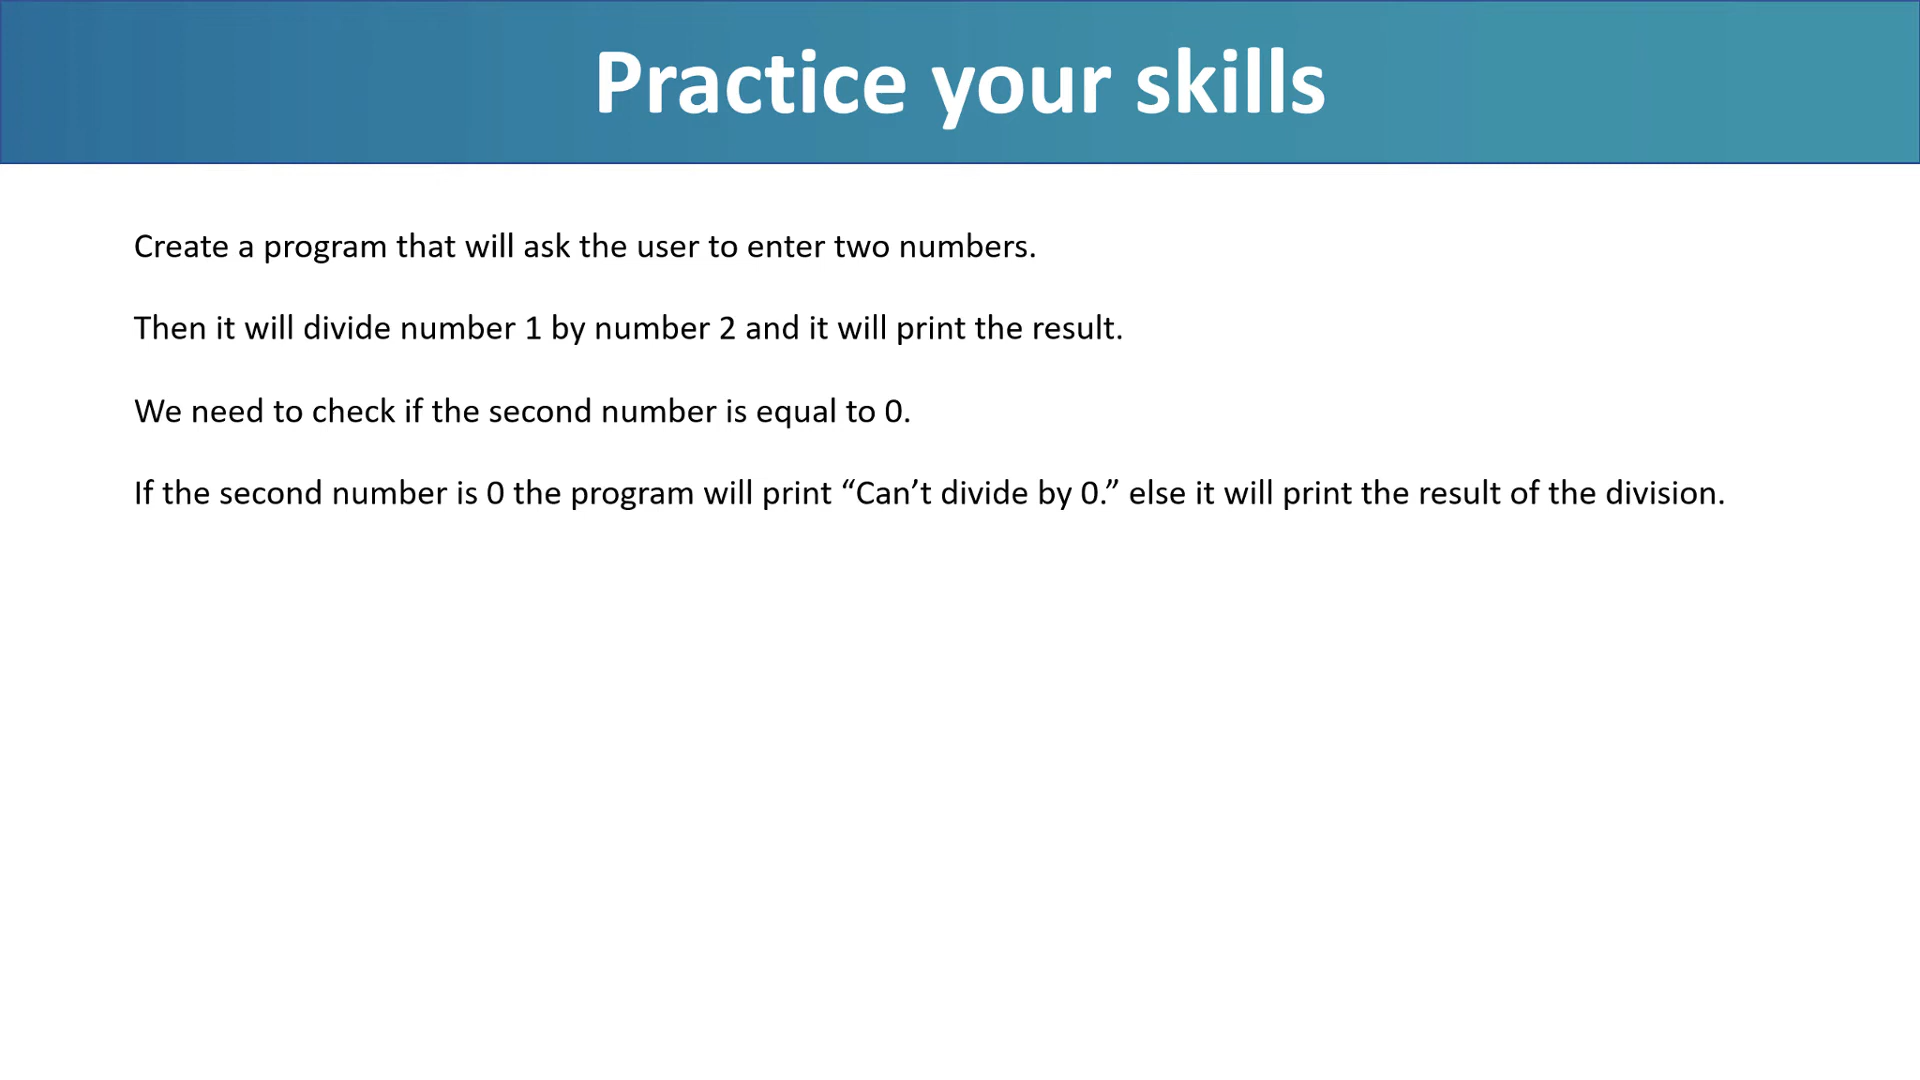 Practice your skills
Create a program that will ask the user to enter two numbers.
Then it will divide number 1 by number 2 and it will print the result.
We need to check if the second number is equal to 0.
If the second number is 0 the program will print “Can’t divide by 0.” else it will print the result of the division.